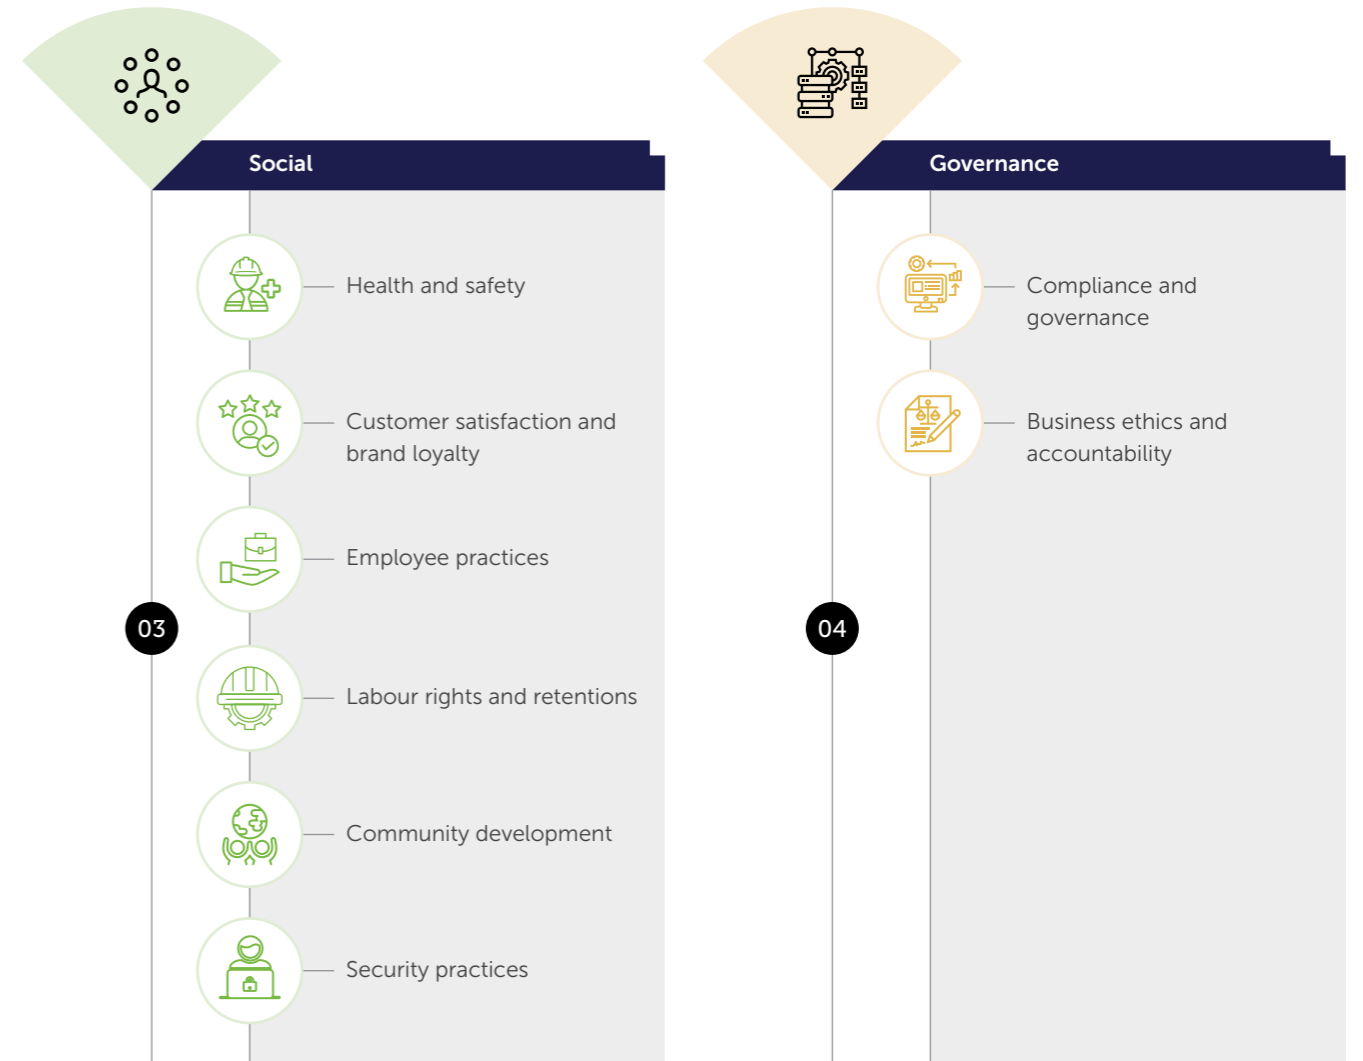 Social
Health and safety
Customer satisfaction and
brand loyalty
Employee practices
03
Labour rights and retentions
Community development
Security practices
Governance
Compliance and
governance
Business ethics and
accountability
04